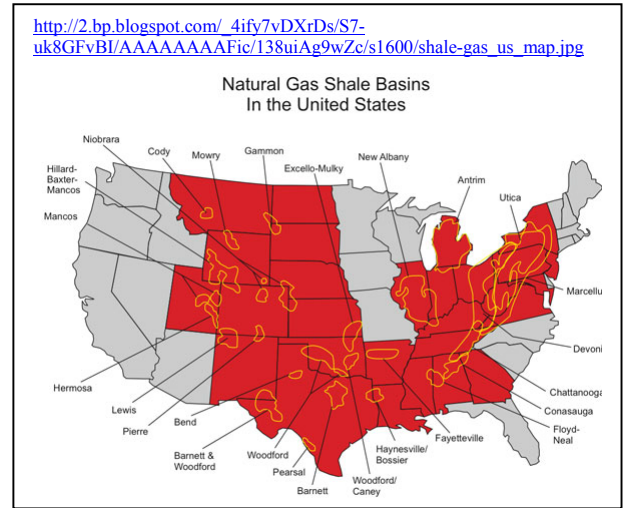 http://2.bp.blogspot.com/_4ify7vDXrDs/S7-
uk8GFvBI/AAAAAAAAFic/138uiAg9wZc/s1600/shale-gas_us_map.jpg
Natural Gas Shale Basins
In the United States
Niobrara
Cody
Mowry
Gammon
Excello-Mulky
New Albany
Antrim
Utica
Hillard-
Baxter-
Mancos
Mancos
Marcellu
Devoni
Chattanooga
Conasauga
Floyd-
Neal
Fayetteville
Haynesville/
Bossier
Hermosa
Lewis
Pierre
Bend
Barnett &
Woodford
Woodford
Pearsal
Barnett
Woodford/
Caney